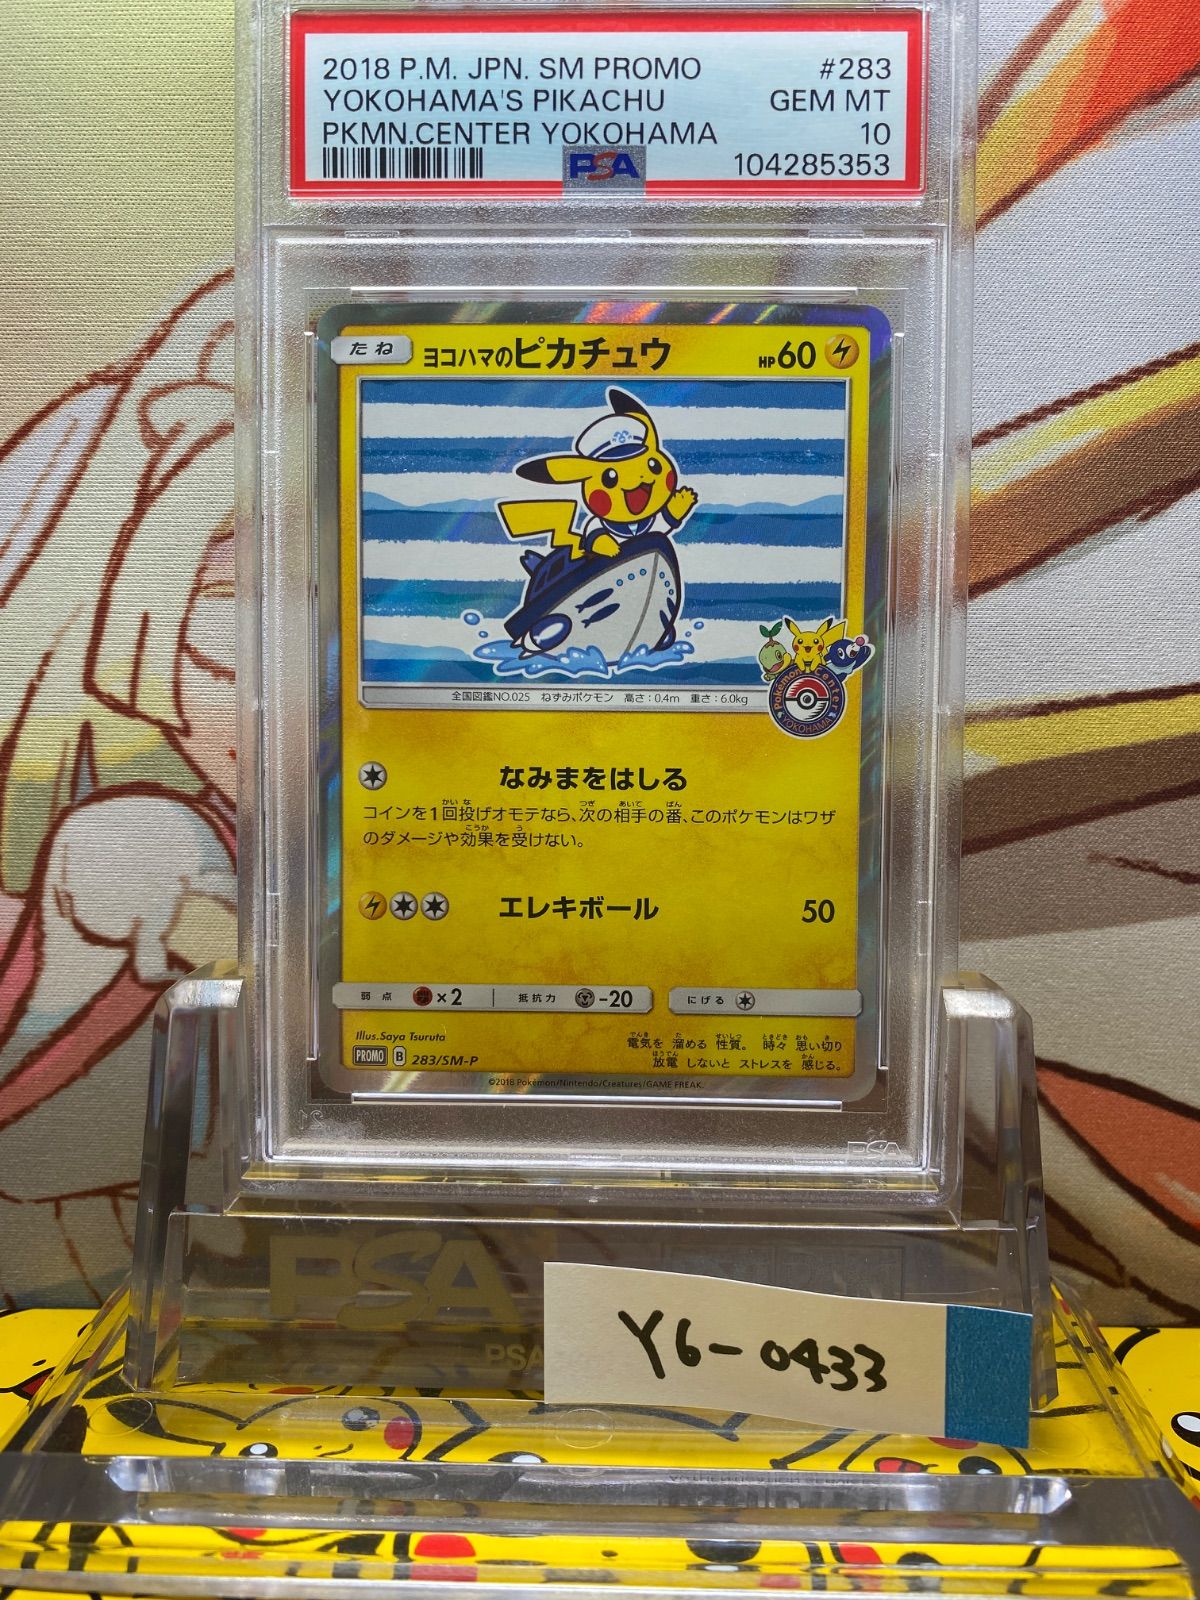 2018 P.M. JPN. SM PROMO #283
YOKOHAMA'S PIKACHU GEM MT
PKMN.CENTER YOKOHAMA 10
PSA 104285353
たね ヨコハマのピカチュウ HP60
全国図鑑NO.025 ねずみポケモン 高さ:0.4m 重さ:6.0kg
Pokémon Center
YOKOHAMA
なみまをはしる
コインを1回投げオモテなら、次の相手の番、このポケモンはワザ
のダメージや効果を受けない。
エレキボール 50
弱点 ×2 抵抗力 -20 にげる
Illus.Saya Tsuruta
電気を 溜める 性質。 時々 思い切り
放電 しないと ストレスを 感じる。
PROMO B 283/SM-P
©2018 Pokémon/Nintendo/Creatures/GAME FREAK.
PSA
PSA
PSA
Y6-0433